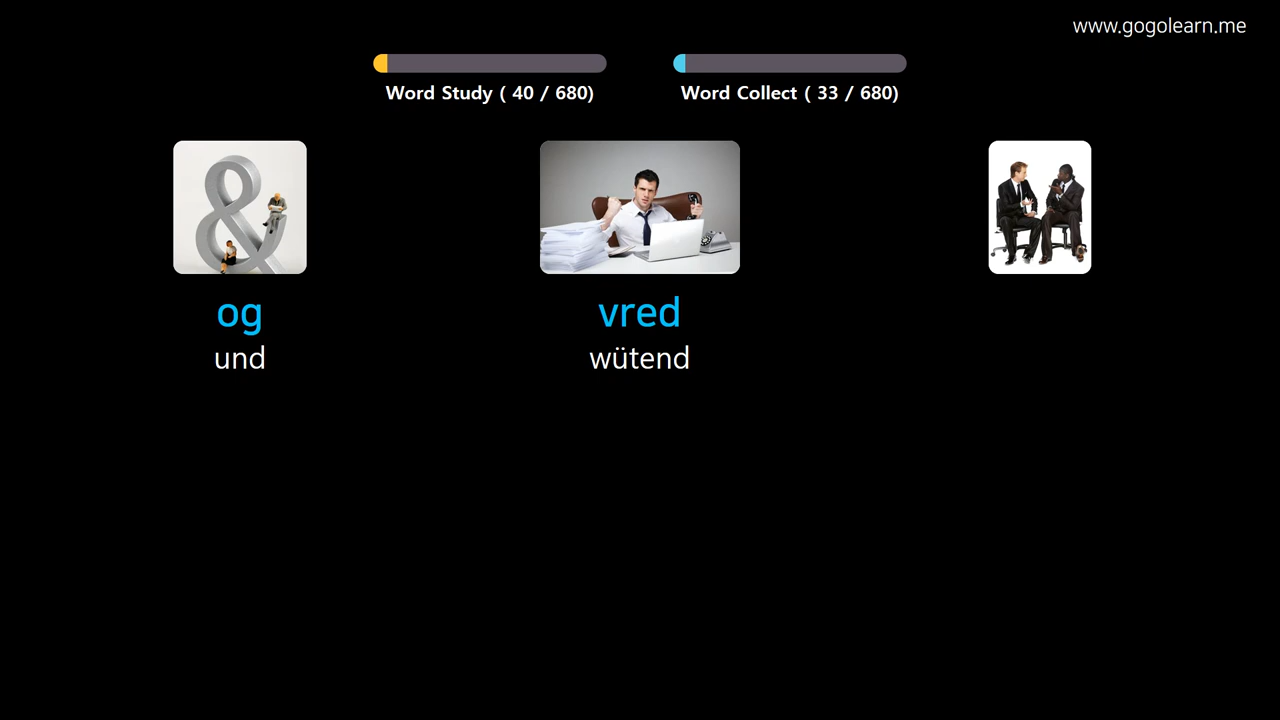 www.gogolearn.me
Word Study ( 40 / 680)
Word Collect ( 33 / 680)
&
og
und
vred
wütend